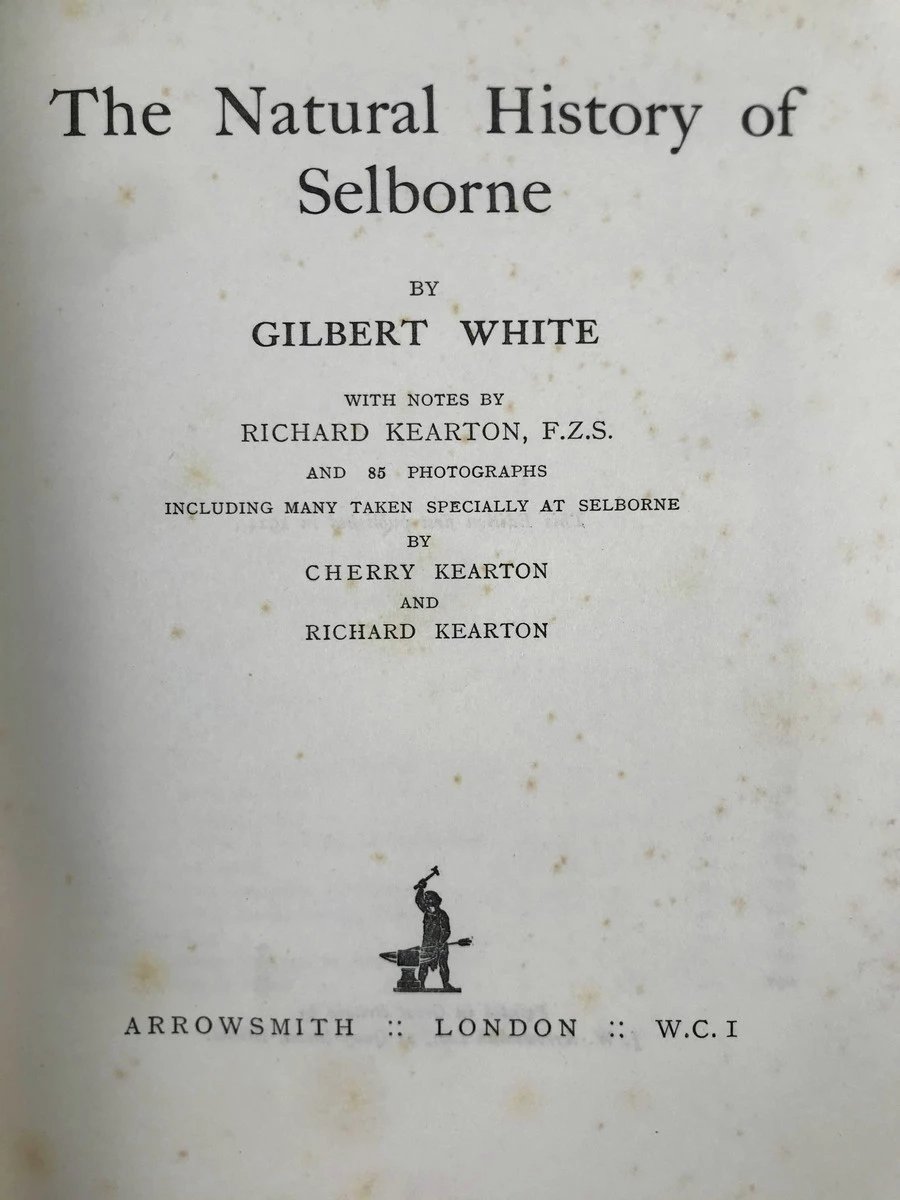 The Natural History of
Selborne
BY
GILBERT WHITE
WITH NOTES BY
RICHARD KEARTON, F.Z.S.
AND 85 PHOTOGRAPHS
INCLUDING MANY TAKEN SPECIALLY AT SELBORNE
BY
CHERRY KEARTON
AND
RICHARD KEARTON
ARROWSMITH :: LONDON :: W.C. I